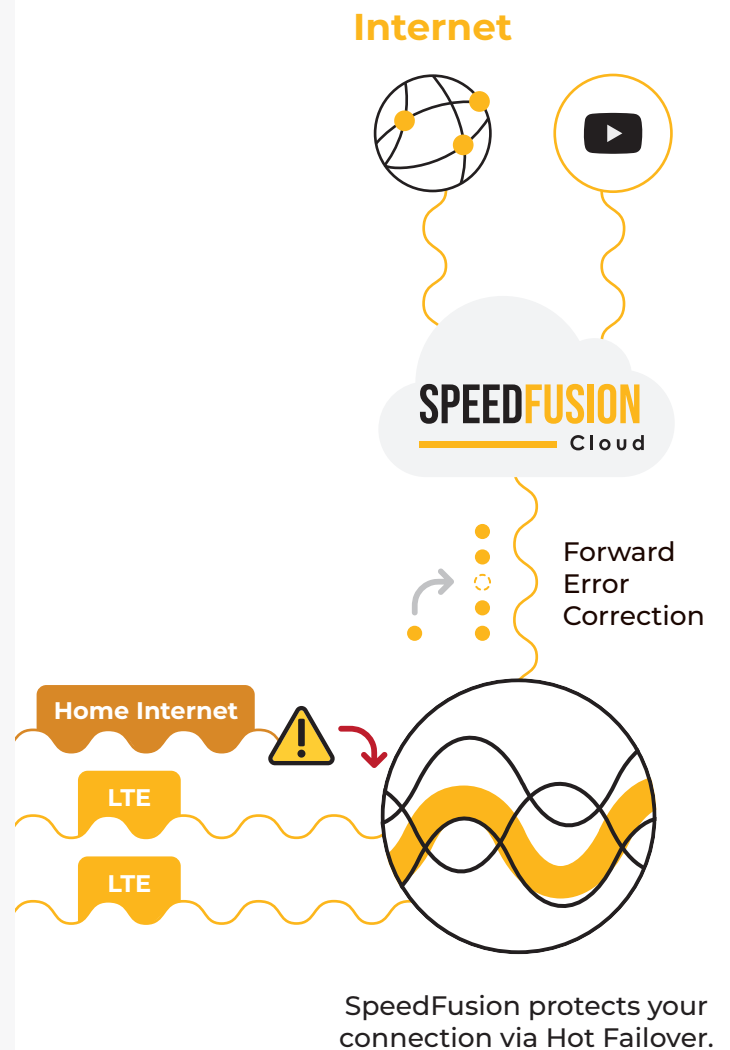 Internet
SPEEDFUSION
Cloud
Forward
Error
Correction
Home Internet
LTE
LTE
SpeedFusion protects your
connection via Hot Failover.